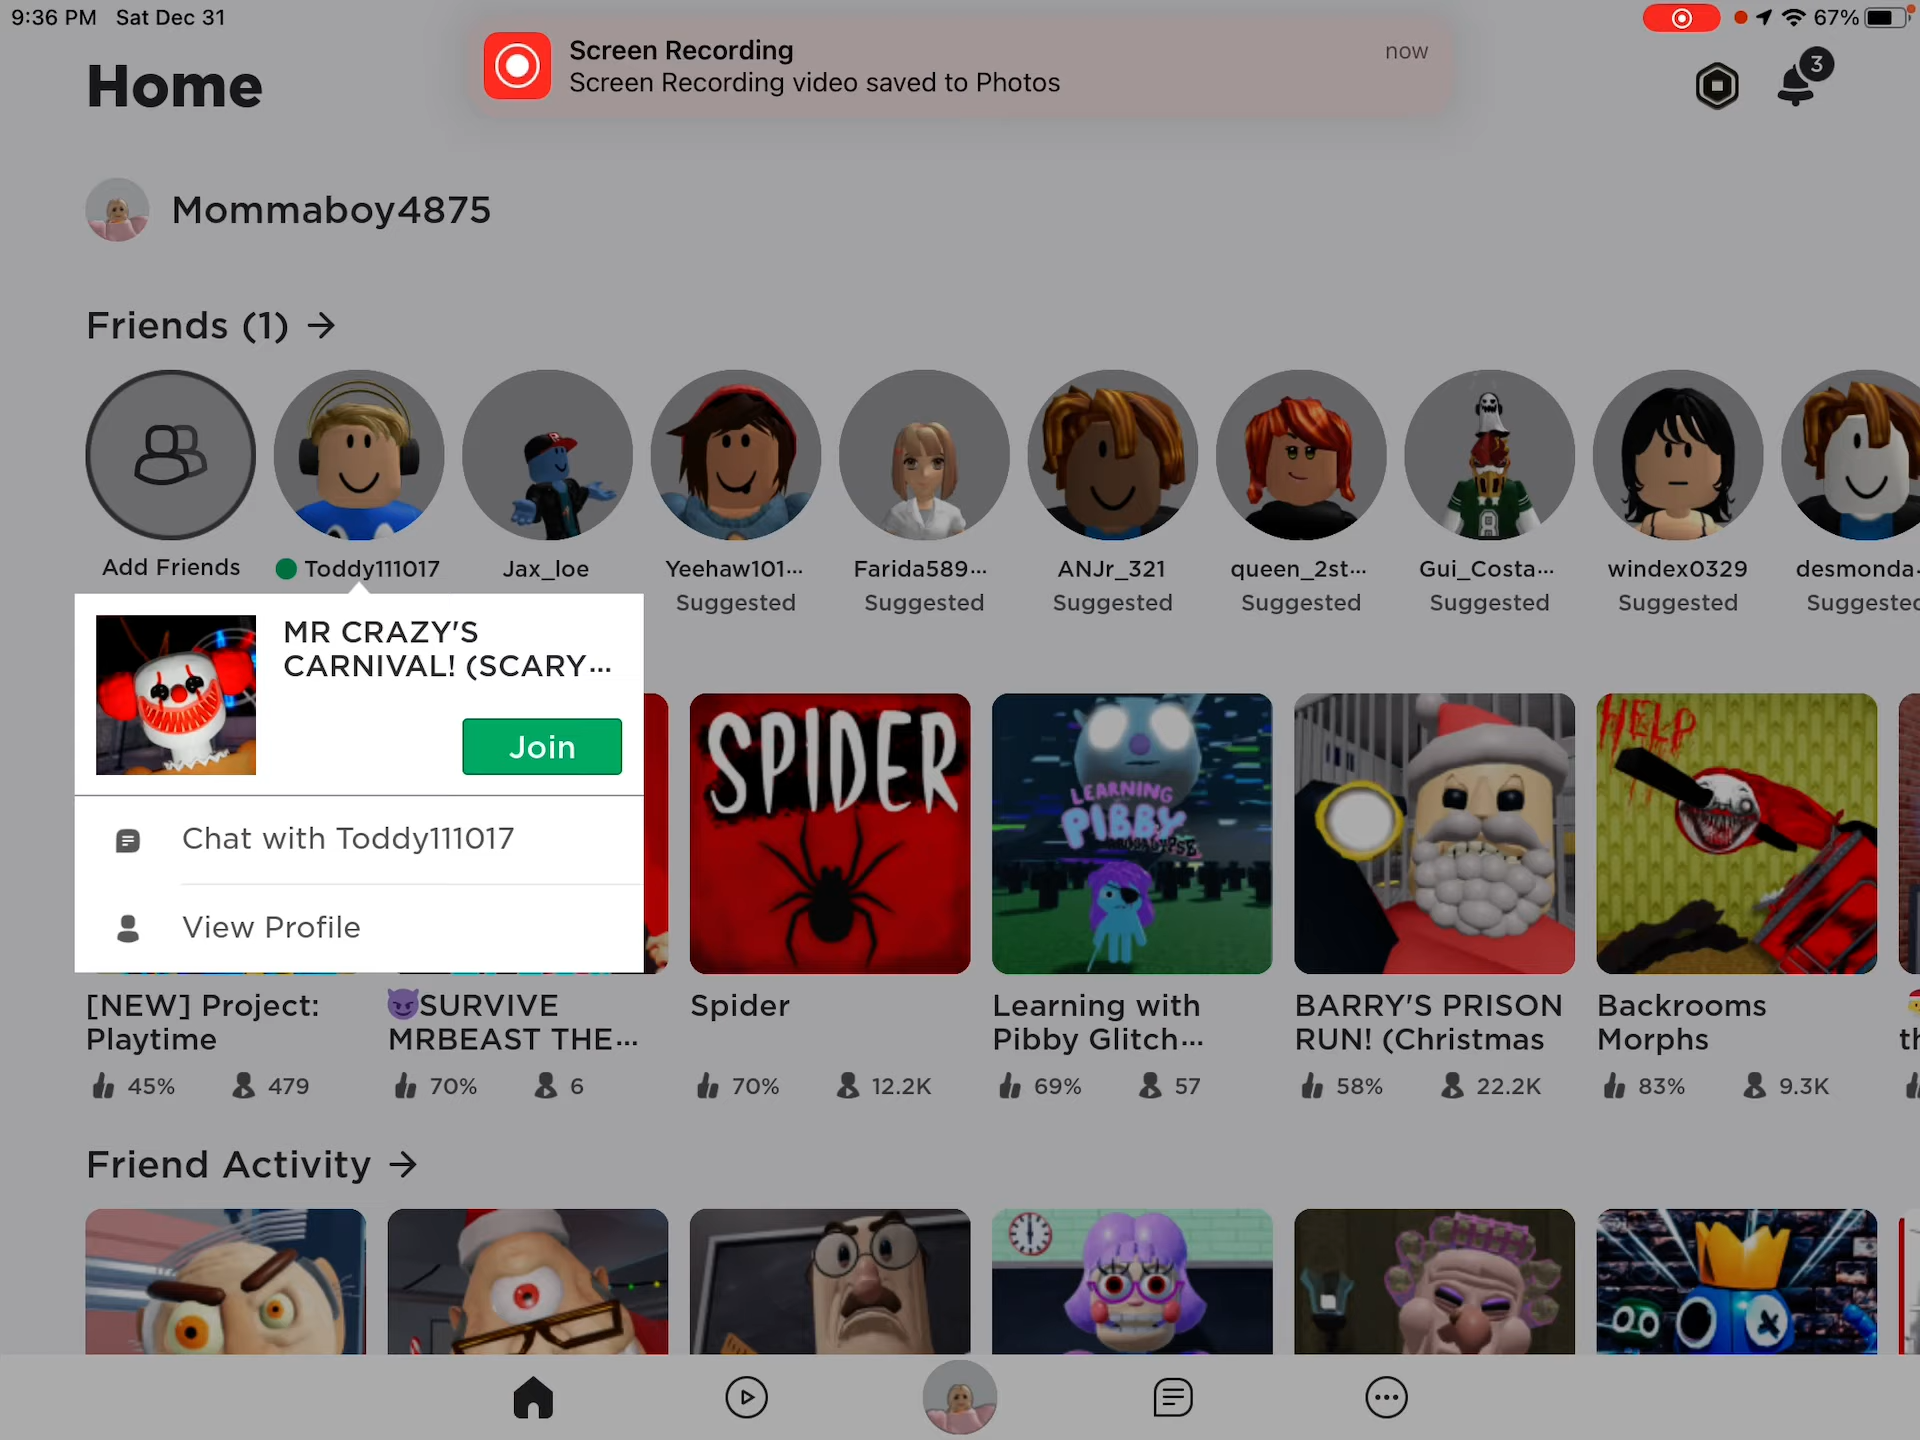 9:36 PM Sat Dec 31
67%
Screen Recording
now
Screen Recording video saved to Photos
Home
3
Mommaboy4875
Friends (1) →
Add Friends
Toddy111017
Jax_loe
Yeehaw101...
Farida589...
ANJr_321
queen_2st...
Gui_Costa...
windex0329
desmonda
Suggested
Suggested
Suggested
Suggested
Suggested
Suggested
Suggested
MR CRAZY'S
CARNIVAL! (SCARY...
Join
Chat with Toddy111017
View Profile
SPIDER
LEARNING
PIBBY
APOCALYPSE
HELP
[NEW] Project:
Playtime
😈SURVIVE
MRBEAST THE...
Spider
Learning with
Pibby Glitch...
BARRY'S PRISON
RUN! (Christmas
Backrooms
Morphs
45% 479
70% 6
70% 12.2K
69% 57
58% 22.2K
83% 9.3K
Friend Activity →